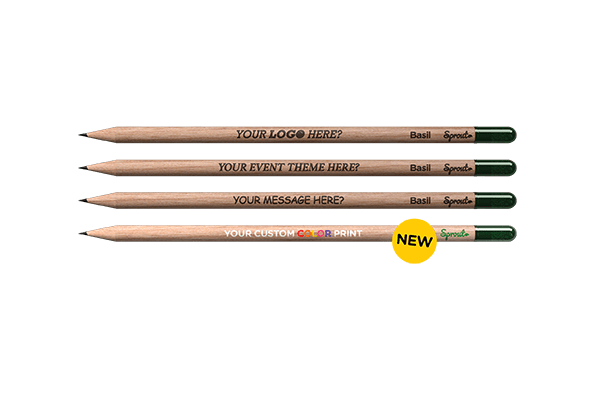 YOUR LOGO HERE? Basil Sprout
YOUR EVENT THEME HERE? Basil Sprout
YOUR MESSAGE HERE? Basil Sprout
YOUR CUSTOM COLOR PRINT NEW Sprout